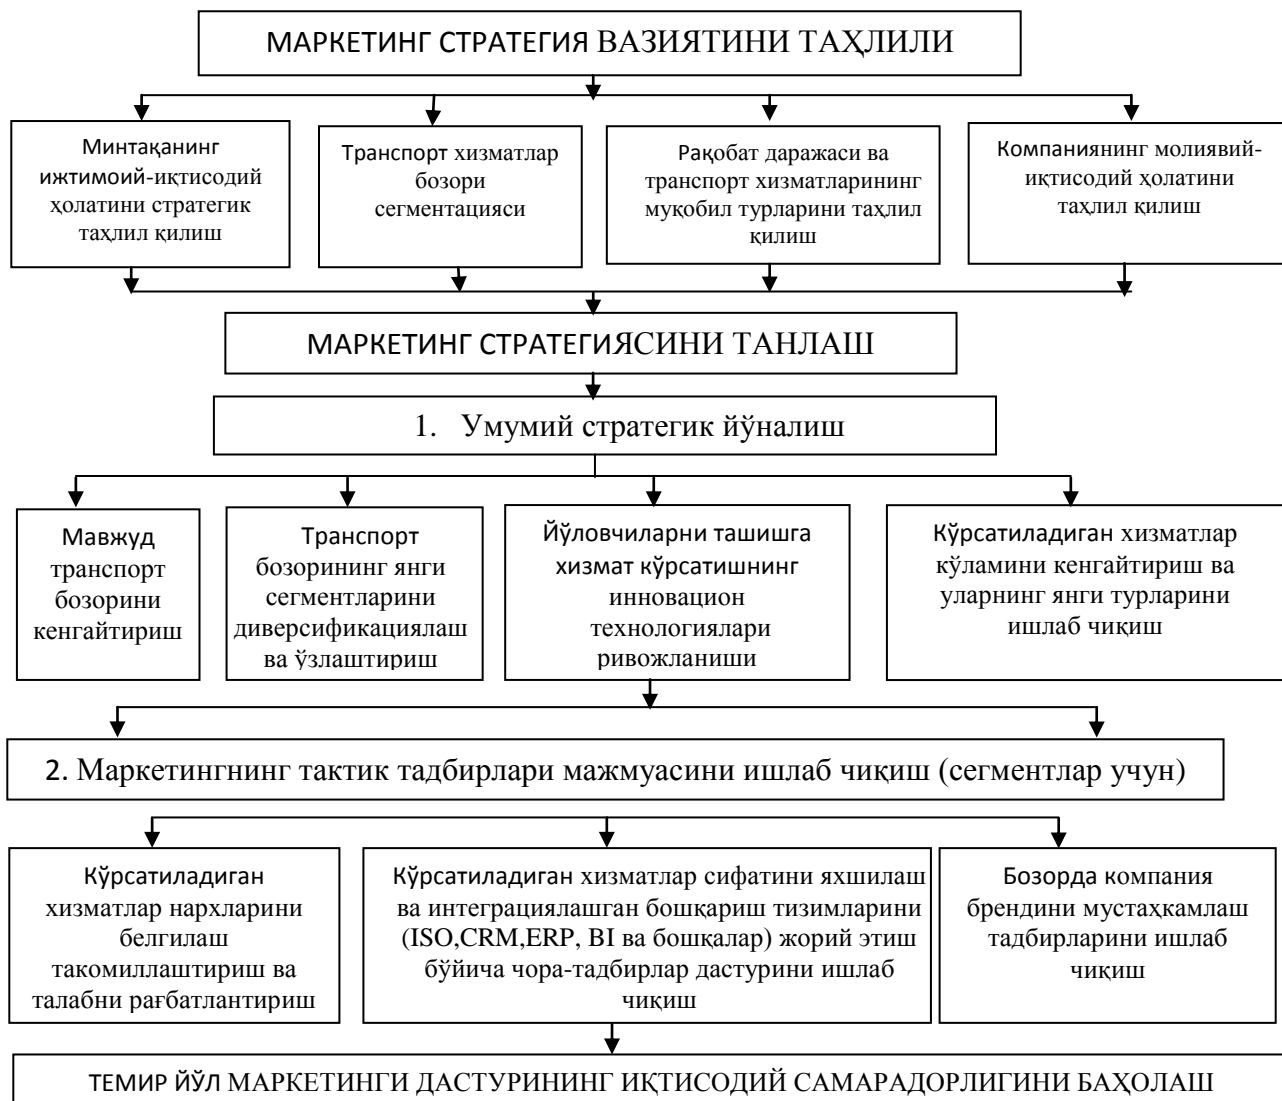 МАРКЕТИНГ СТРАТЕГИЯ ВАЗИЯТИНИ ТАҲЛИЛИ
Минтақанинг
ижтимоий-иқтисодий
ҳолатини стратегик
таҳлил қилиш
Транспорт хизматлар
бозори
сегментацияси
Рақобат даражаси ва
транспорт хизматларининг
муқобил турларини таҳлил
қилиш
Компаниянинг молиявий-
иқтисодий ҳолатини
таҳлил қилиш
МАРКЕТИНГ СТРАТЕГИЯСИНИ ТАНЛАШ
1. Умумий стратегик йўналиш
Мавжуд
транспорт
бозорини
кенгайтириш
Транспорт
бозорининг янги
сегментларини
диверсификациялаш
ва ўзлаштириш
Йўловчиларни ташишга
хизмат кўрсатишнинг
инновацион
технологиялари
ривожланиши
Кўрсатиладиган хизматлар
кўламини кенгайтириш ва
уларнинг янги турларини
ишлаб чиқиш
2. Маркетингнинг тактик тадбирлари мажмуасини ишлаб чиқиш (сегментлар учун)
Кўрсатиладиган
хизматлар нархларини
белгилаш
такомиллаштириш ва
талабни рағбатлантириш
Кўрсатиладиган хизматлар сифатини яхшилаш
ва интеграциялашган бошқариш тизимларини
(ISO,CRM,ERP, BI ва бошқалар) жорий этиш
бўйича чора-тадбирлар дастурини ишлаб
чиқиш
Бозорда компания
брендини мустаҳкамлаш
тадбирларини ишлаб
чиқиш
ТЕМИР ЙЎЛ МАРКЕТИНГИ ДАСТУРИНИНГ ИҚТИСОДИЙ САМАРАДОРЛИГИНИ БАҲОЛАШ